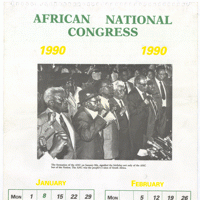 AFRICAN NATIONAL
CONGRESS
1990 1990
JANUARY FEBRUARY
MON 1 8 15 22 29 MON 5 12 19 26